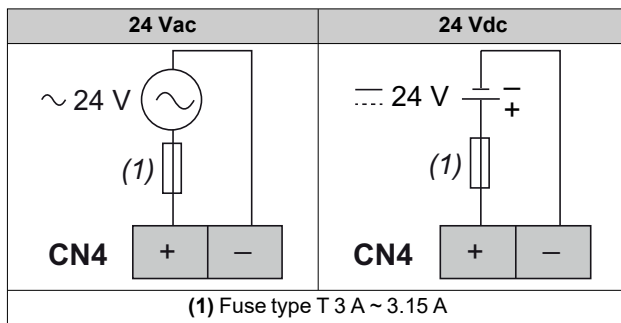 24 Vac
24 Vdc
~ 24 V
(1)
CN4 + –
⎓ 24 V – +
(1)
CN4 + –
(1) Fuse type T 3 A ~ 3.15 A